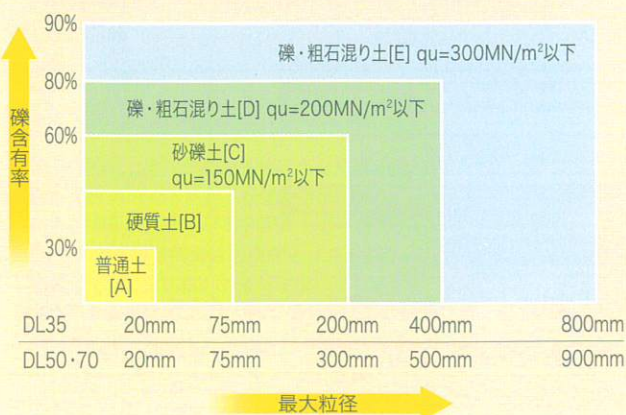 90%
礫・粗石混り土[E] qu=300MN/m²以下
80%
礫・粗石混り土[D] qu=200MN/m²以下
礫含有率
60%
砂礫土[C]
qu=150MN/m²以下
硬質土[B]
30%
普通土
[A]
DL35 20mm 75mm 200mm 400mm 800mm
DL50·70 20mm 75mm 300mm 500mm 900mm
最大粒径